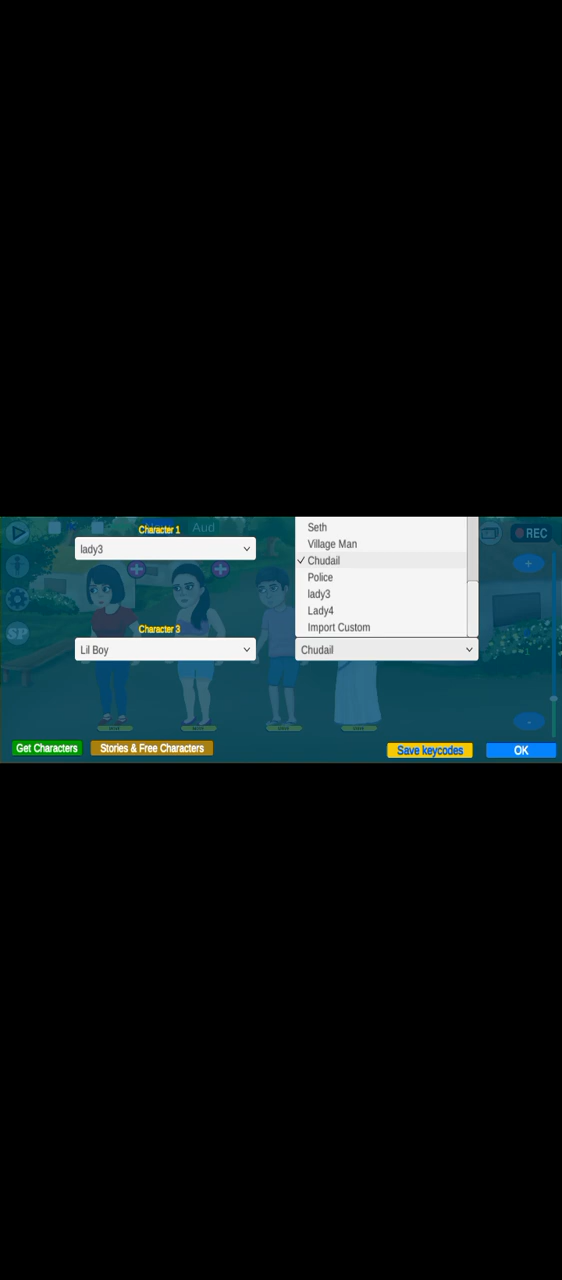 Character 1
Aud
lady3
REC
Seth
Village Man
Chudail
Police
lady3
Lady4
Import Custom
SP
Character 3
Lil Boy
Chudail
Get Characters
Stories & Free Characters
Save keycodes
OK